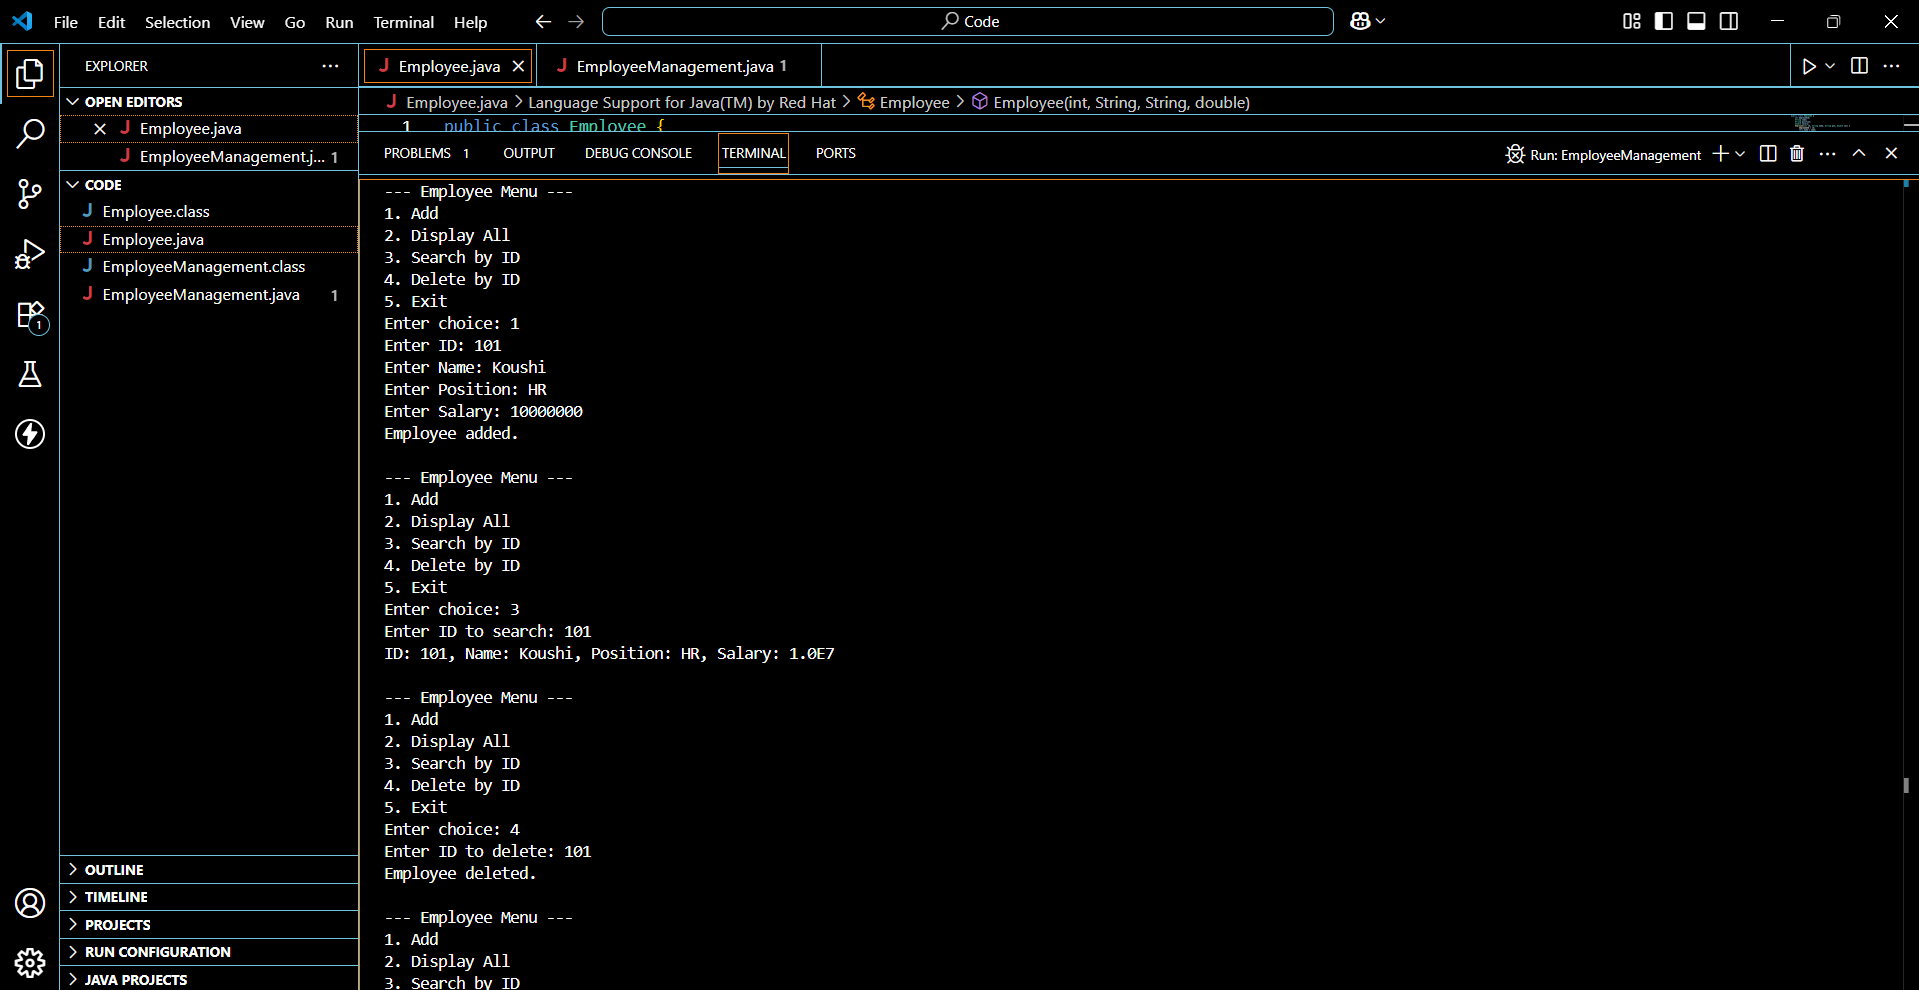 File Edit Selection View Go Run Terminal Help
Code
EXPLORER
OPEN EDITORS
Employee.java
EmployeeManagement.j... 1
CODE
Employee.class
Employee.java
EmployeeManagement.class
EmployeeManagement.java 1
1
OUTLINE
TIMELINE
PROJECTS
RUN CONFIGURATION
JAVA PROJECTS
Employee.java EmployeeManagement.java 1
Employee.java > Language Support for Java(TM) by Red Hat > Employee > Employee(int, String, String, double)
1 public class Employee {
PROBLEMS 1 OUTPUT DEBUG CONSOLE TERMINAL PORTS
Run: EmployeeManagement
--- Employee Menu ---
1. Add
2. Display All
3. Search by ID
4. Delete by ID
5. Exit
Enter choice: 1
Enter ID: 101
Enter Name: Koushi
Enter Position: HR
Enter Salary: 10000000
Employee added.
--- Employee Menu ---
1. Add
2. Display All
3. Search by ID
4. Delete by ID
5. Exit
Enter choice: 3
Enter ID to search: 101
ID: 101, Name: Koushi, Position: HR, Salary: 1.0E7
--- Employee Menu ---
1. Add
2. Display All
3. Search by ID
4. Delete by ID
5. Exit
Enter choice: 4
Enter ID to delete: 101
Employee deleted.
--- Employee Menu ---
1. Add
2. Display All
3. Search by ID